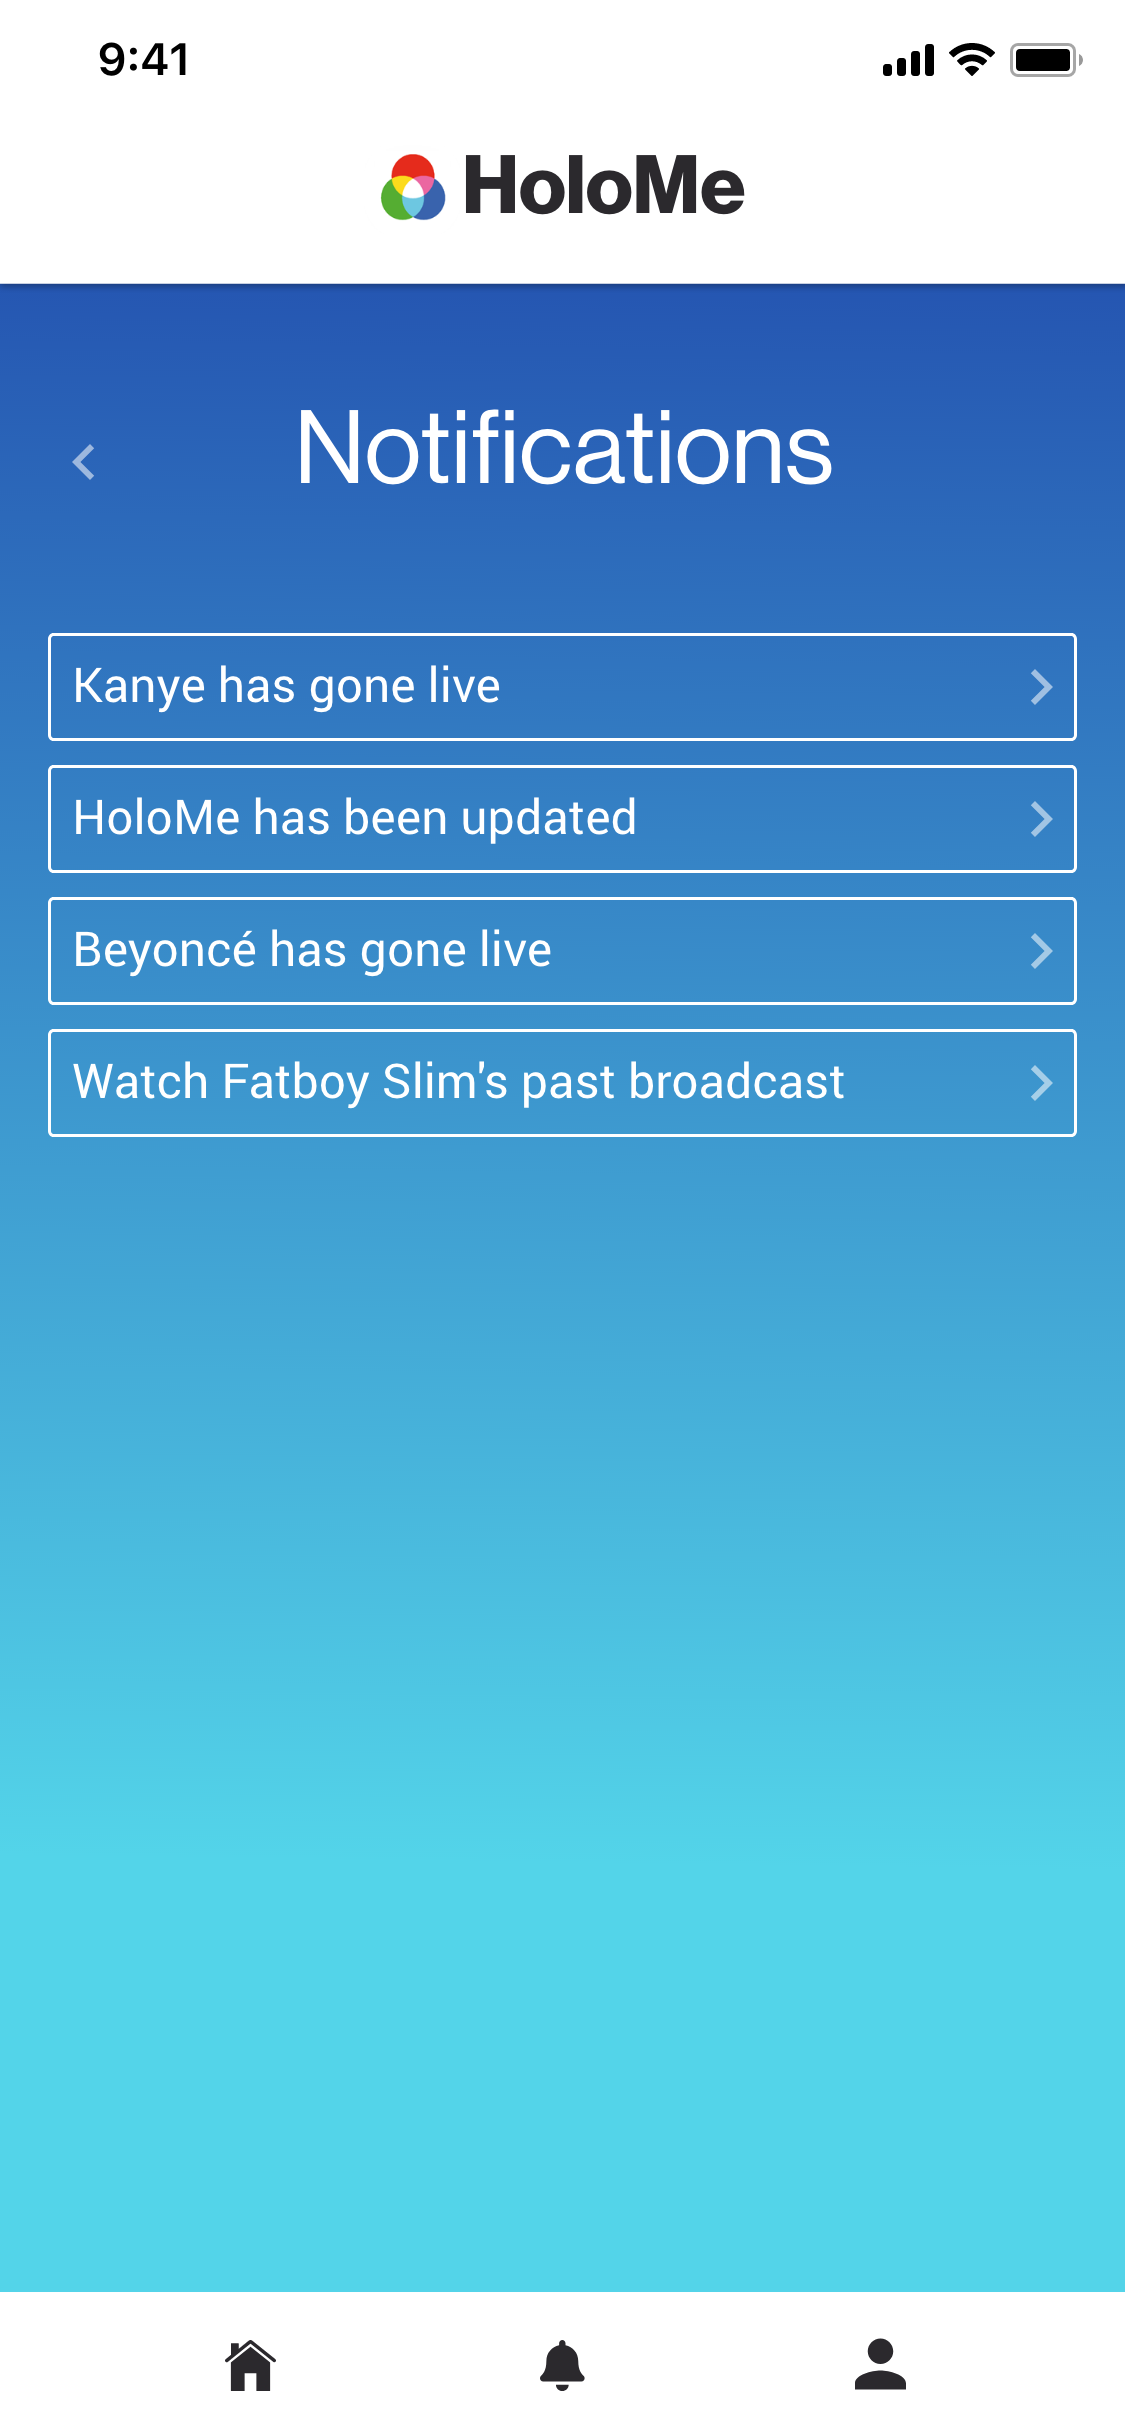 9:41
HoloMe
Notifications
Kanye has gone live
HoloMe has been updated
Beyoncé has gone live
Watch Fatboy Slim's past broadcast